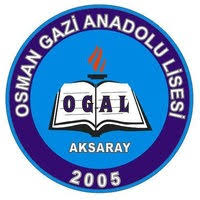 OSMAN GAZİ ANADOLU LİSESİ
OGAL
AKSARAY
2005